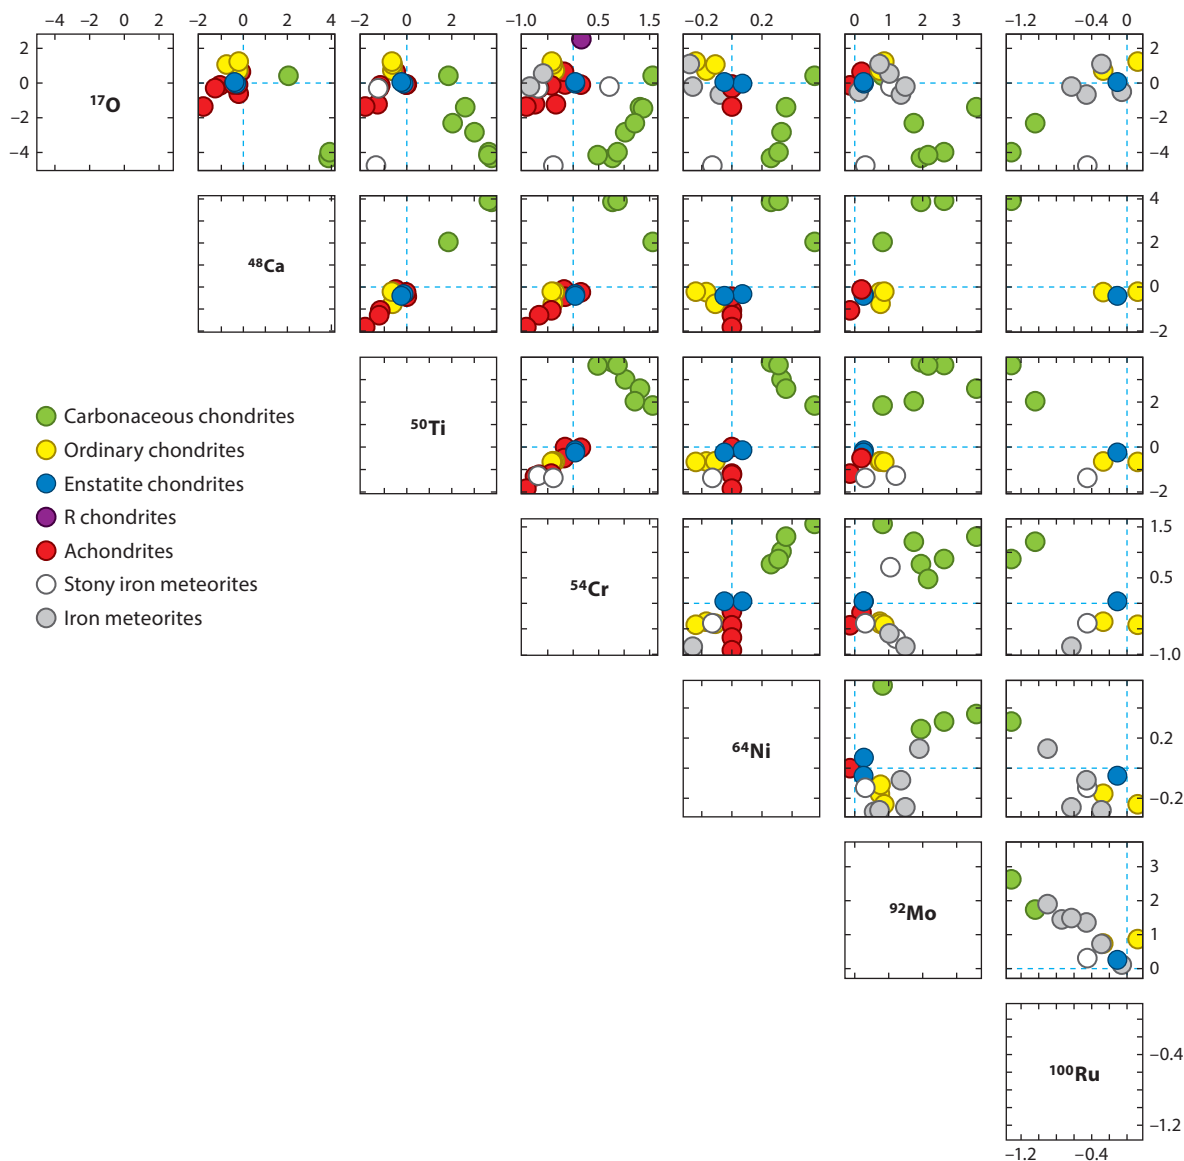 −4 −2 0 −2 0 2 −2 0 2 −1.0 0.5 1.5 −0.2 0.2 0 1 2 3 −1.2 −0.4 0
17O
2
0
−2
−4
2
0
−2
−4
48Ca
4
2
0
−2
50Ti
2
0
−2
Carbonaceous chondrites
Ordinary chondrites
Enstatite chondrites
R chondrites
Achondrites
Stony iron meteorites
Iron meteorites
54Cr
1.5
0.5
−1.0
64Ni
0.2
−0.2
92Mo
3
2
1
0
100Ru
−0.4
−1.2
−1.2 −0.4